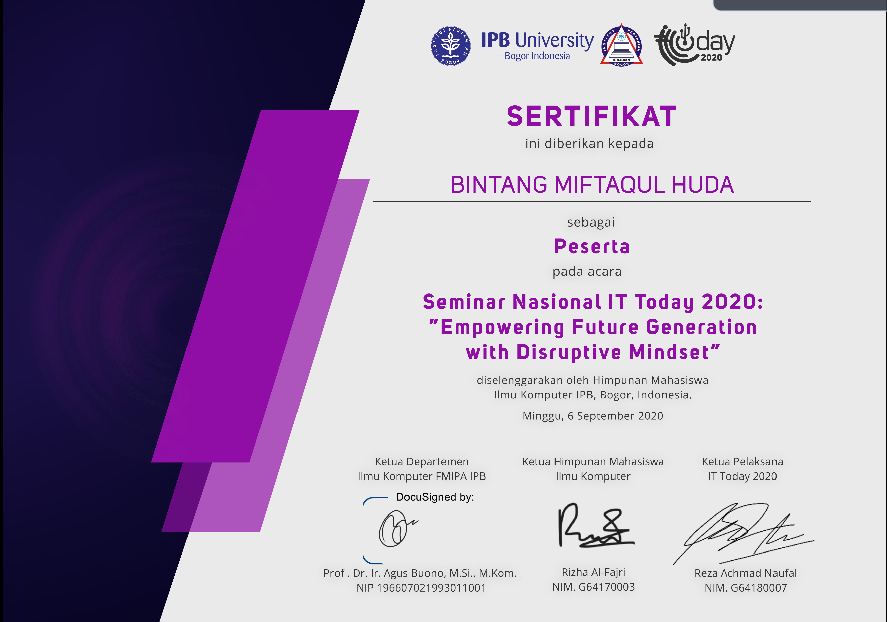 IPB University
Bogor Indonesia
IT Today
2020
SERTIFIKAT
ini diberikan kepada
BINTANG MIFTAQUL HUDA
sebagai
Peserta
pada acara
Seminar Nasional IT Today 2020:
"Empowering Future Generation
with Disruptive Mindset"
diselenggarakan oleh Himpunan Mahasiswa
Ilmu Komputer IPB, Bogor, Indonesia.
Minggu, 6 September 2020
Ketua Departemen
Ilmu Komputer FMIPA IPB
Ketua Himpunan Mahasiswa
Ilmu Komputer
Ketua Pelaksana
IT Today 2020
DocuSigned by:
Prof . Dr. Ir. Agus Buono, M.Si., M.Kom.
NIP 196607021993011001
Rizha Al-Fajri
NIM. G64170003
Reza Achmad Naufal
NIM. G64180007